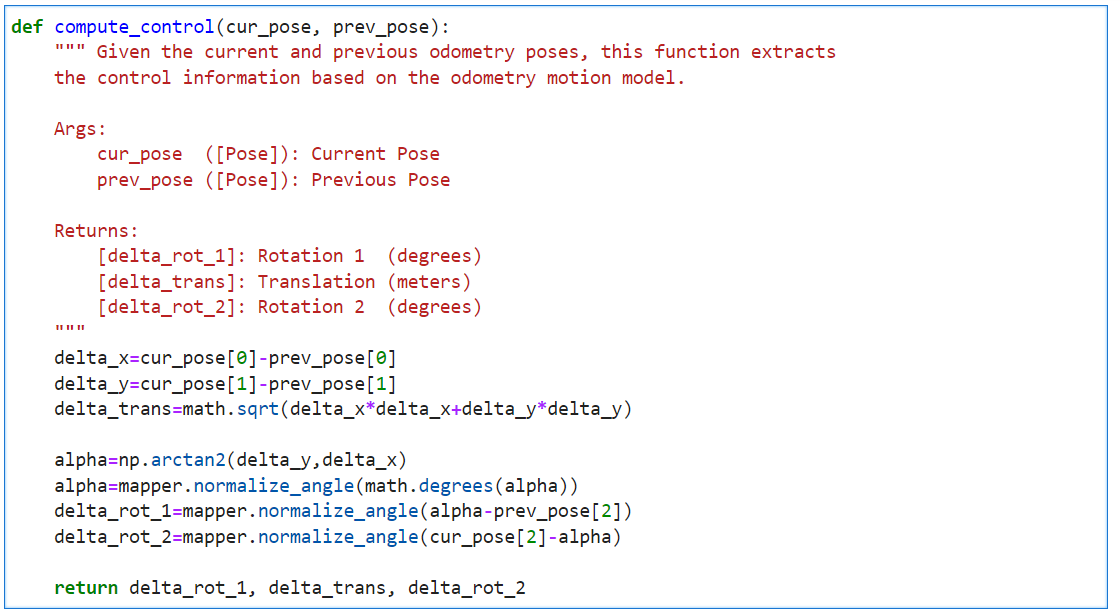 def compute_control(cur_pose, prev_pose):
    """ Given the current and previous odometry poses, this function extracts
    the control information based on the odometry motion model.

    Args:
        cur_pose  ([Pose]): Current Pose
        prev_pose ([Pose]): Previous Pose

    Returns:
        [delta_rot_1]: Rotation 1  (degrees)
        [delta_trans]: Translation (meters)
        [delta_rot_2]: Rotation 2  (degrees)
    """
    delta_x=cur_pose[0]-prev_pose[0]
    delta_y=cur_pose[1]-prev_pose[1]
    delta_trans=math.sqrt(delta_x*delta_x+delta_y*delta_y)

    alpha=np.arctan2(delta_y,delta_x)
    alpha=mapper.normalize_angle(math.degrees(alpha))
    delta_rot_1=mapper.normalize_angle(alpha-prev_pose[2])
    delta_rot_2=mapper.normalize_angle(cur_pose[2]-alpha)

    return delta_rot_1, delta_trans, delta_rot_2